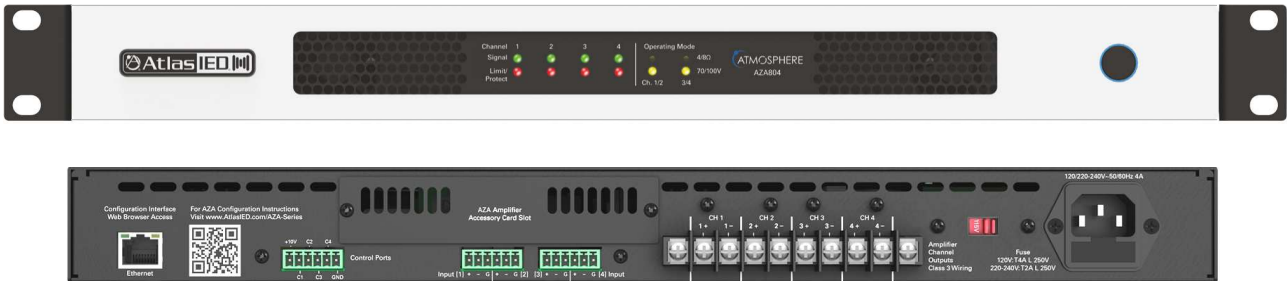 AtlasIED
Channel 1 2 3 4
Signal
Limit/
Protect
Operating Mode
4/8Ω
70/100V
Ch. 1/2 3/4
ATMOSPHERE
AZA804
120/220-240V~50/60Hz 4A
Configuration Interface
Web Browser Access
Ethernet
For AZA Configuration Instructions
Visit www.AtlasIED.com/AZA-Series
+10V C2 C4
C1 C3 GND
Control Ports
AZA Amplifier
Accessory Card Slot
Input [1] + - G + - G [2]
[3] + - G + - G [4] Input
CH 1 CH 2 CH 3 CH 4
1 + 1 - 2 + 2 - 3 + 3 - 4 + 4 -
Amplifier
Channel
Outputs
Class 3 Wiring
115V
Fuse
120V:T4A L 250V
220-240V:T2A L 250V